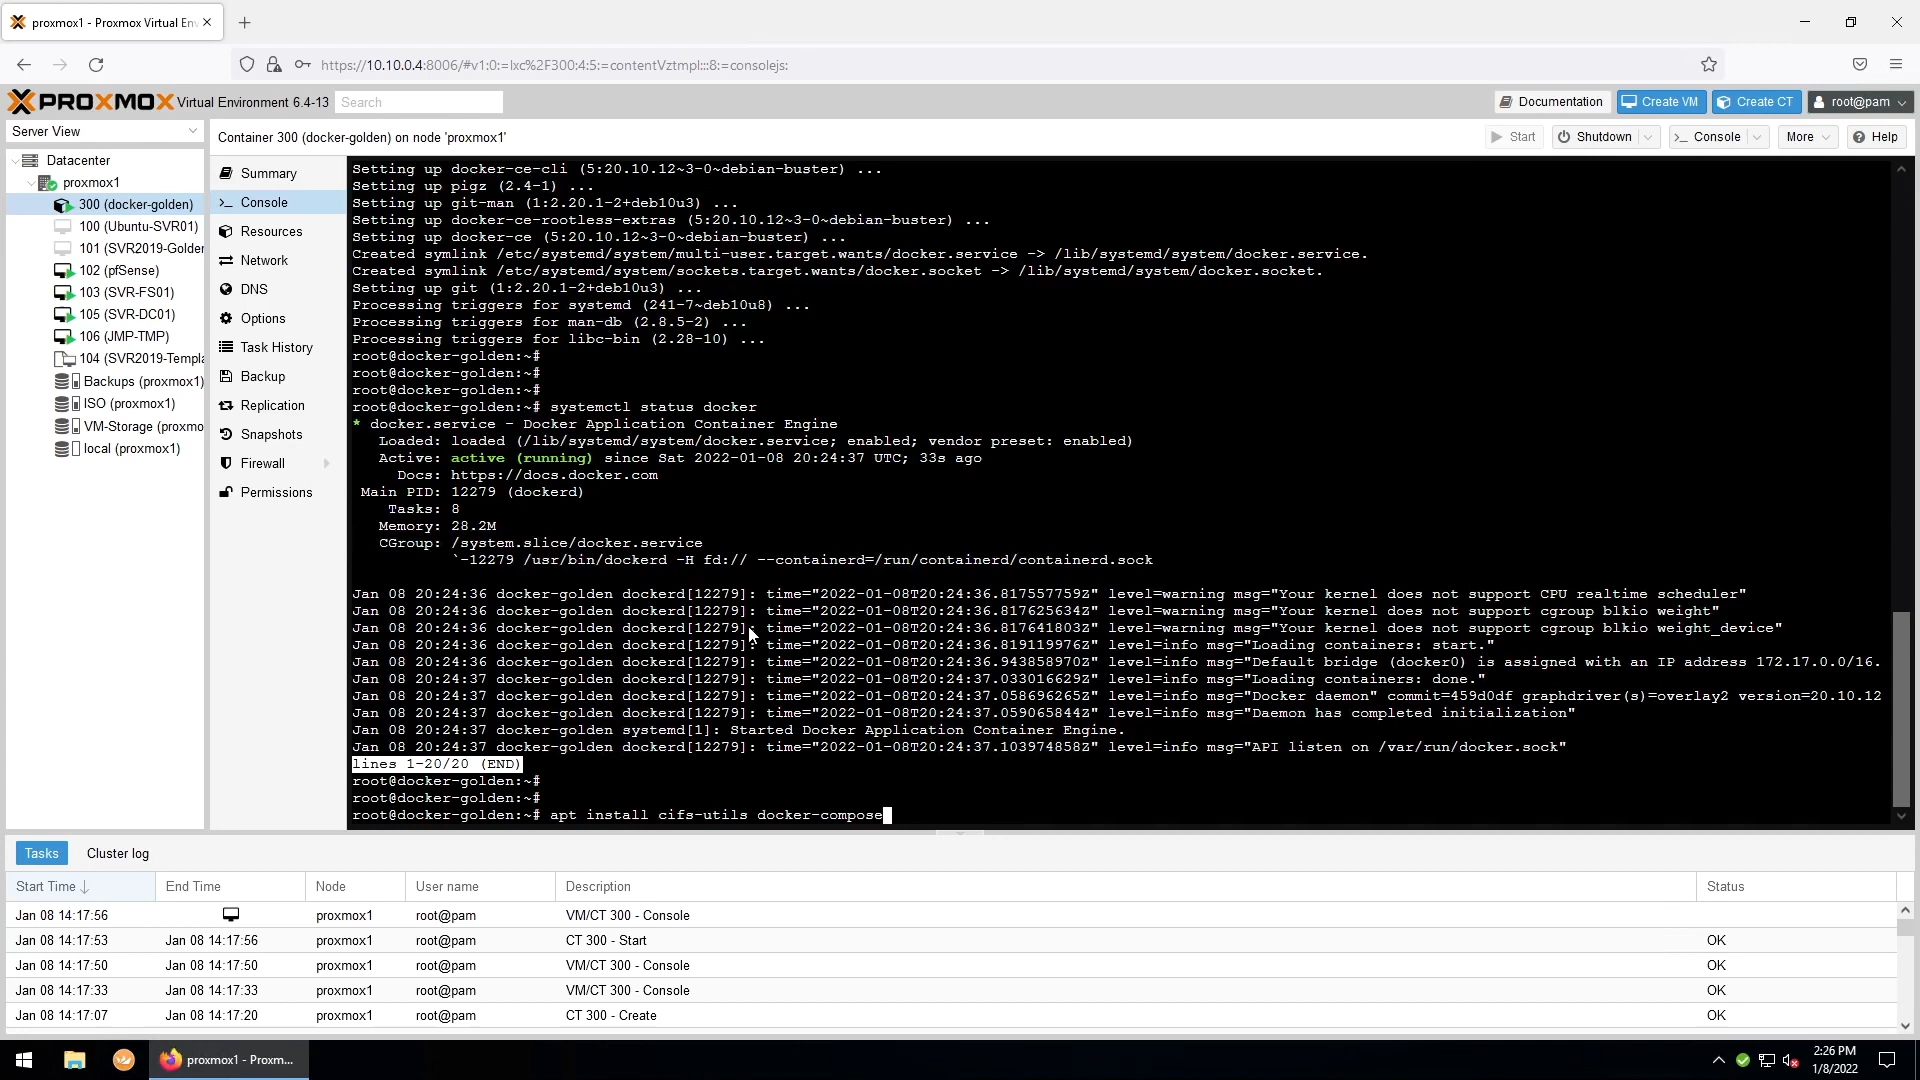 proxmox1 - Proxmox Virtual En
https://10.10.0.4:8006/#v1:0:=lxc%2F300:4:5:=contentVztmpl:::8:=consolejs:
PROXMOX Virtual Environment 6.4-13 Search
Documentation Create VM Create CT root@pam
Server View
Container 300 (docker-golden) on node 'proxmox1'
Start Shutdown Console More Help
Datacenter
proxmox1
300 (docker-golden)
100 (Ubuntu-SVR01)
101 (SVR2019-Golder
102 (pfSense)
103 (SVR-FS01)
105 (SVR-DC01)
106 (JMP-TMP)
104 (SVR2019-Templa
Backups (proxmox1)
ISO (proxmox1)
VM-Storage (proxmo
local (proxmox1)
Summary
Console
Resources
Network
DNS
Options
Task History
Backup
Replication
Snapshots
Firewall
Permissions
Setting up docker-ce-cli (5:20.10.12~3-0~debian-buster) ...
Setting up pigz (2.4-1) ...
Setting up git-man (1:2.20.1-2+deb10u3) ...
Setting up docker-ce-rootless-extras (5:20.10.12~3-0~debian-buster) ...
Setting up docker-ce (5:20.10.12~3-0~debian-buster) ...
Created symlink /etc/systemd/system/multi-user.target.wants/docker.service -> /lib/systemd/system/docker.service.
Created symlink /etc/systemd/system/sockets.target.wants/docker.socket -> /lib/systemd/system/docker.socket.
Setting up git (1:2.20.1-2+deb10u3) ...
Processing triggers for systemd (241-7~deb10u8) ...
Processing triggers for man-db (2.8.5-2) ...
Processing triggers for libc-bin (2.28-10) ...
root@docker-golden:~#
root@docker-golden:~#
root@docker-golden:~#
root@docker-golden:~# systemctl status docker
* docker.service - Docker Application Container Engine
Loaded: loaded (/lib/systemd/system/docker.service; enabled; vendor preset: enabled)
Active: active (running) since Sat 2022-01-08 20:24:37 UTC; 33s ago
Docs: https://docs.docker.com
Main PID: 12279 (dockerd)
Tasks: 8
Memory: 28.2M
CGroup: /system.slice/docker.service
`-12279 /usr/bin/dockerd -H fd:// --containerd=/run/containerd/containerd.sock
Jan 08 20:24:36 docker-golden dockerd[12279]: time="2022-01-08T20:24:36.817557759Z" level=warning msg="Your kernel does not support CPU realtime scheduler"
Jan 08 20:24:36 docker-golden dockerd[12279]: time="2022-01-08T20:24:36.817625634Z" level=warning msg="Your kernel does not support cgroup blkio weight"
Jan 08 20:24:36 docker-golden dockerd[12279]: time="2022-01-08T20:24:36.817641803Z" level=warning msg="Your kernel does not support cgroup blkio weight_device"
Jan 08 20:24:36 docker-golden dockerd[12279]: time="2022-01-08T20:24:36.819119976Z" level=info msg="Loading containers: start."
Jan 08 20:24:36 docker-golden dockerd[12279]: time="2022-01-08T20:24:36.943858970Z" level=info msg="Default bridge (docker0) is assigned with an IP address 172.17.0.0/16.
Jan 08 20:24:37 docker-golden dockerd[12279]: time="2022-01-08T20:24:37.033016629Z" level=info msg="Loading containers: done."
Jan 08 20:24:37 docker-golden dockerd[12279]: time="2022-01-08T20:24:37.058696265Z" level=info msg="Docker daemon" commit=459d0df graphdriver(s)=overlay2 version=20.10.12
Jan 08 20:24:37 docker-golden dockerd[12279]: time="2022-01-08T20:24:37.059065844Z" level=info msg="Daemon has completed initialization"
Jan 08 20:24:37 docker-golden systemd[1]: Started Docker Application Container Engine.
Jan 08 20:24:37 docker-golden dockerd[12279]: time="2022-01-08T20:24:37.103974858Z" level=info msg="API listen on /var/run/docker.sock"
lines 1-20/20 (END)
root@docker-golden:~#
root@docker-golden:~#
root@docker-golden:~# apt install cifs-utils docker-compose
Tasks Cluster log
Start Time End Time Node User name Description Status
Jan 08 14:17:56 proxmox1 root@pam VM/CT 300 - Console
Jan 08 14:17:53 Jan 08 14:17:56 proxmox1 root@pam CT 300 - Start OK
Jan 08 14:17:50 Jan 08 14:17:50 proxmox1 root@pam VM/CT 300 - Console OK
Jan 08 14:17:33 Jan 08 14:17:33 proxmox1 root@pam VM/CT 300 - Console OK
Jan 08 14:17:07 Jan 08 14:17:20 proxmox1 root@pam CT 300 - Create OK
proxmox1 - Proxm...
2:26 PM
1/8/2022